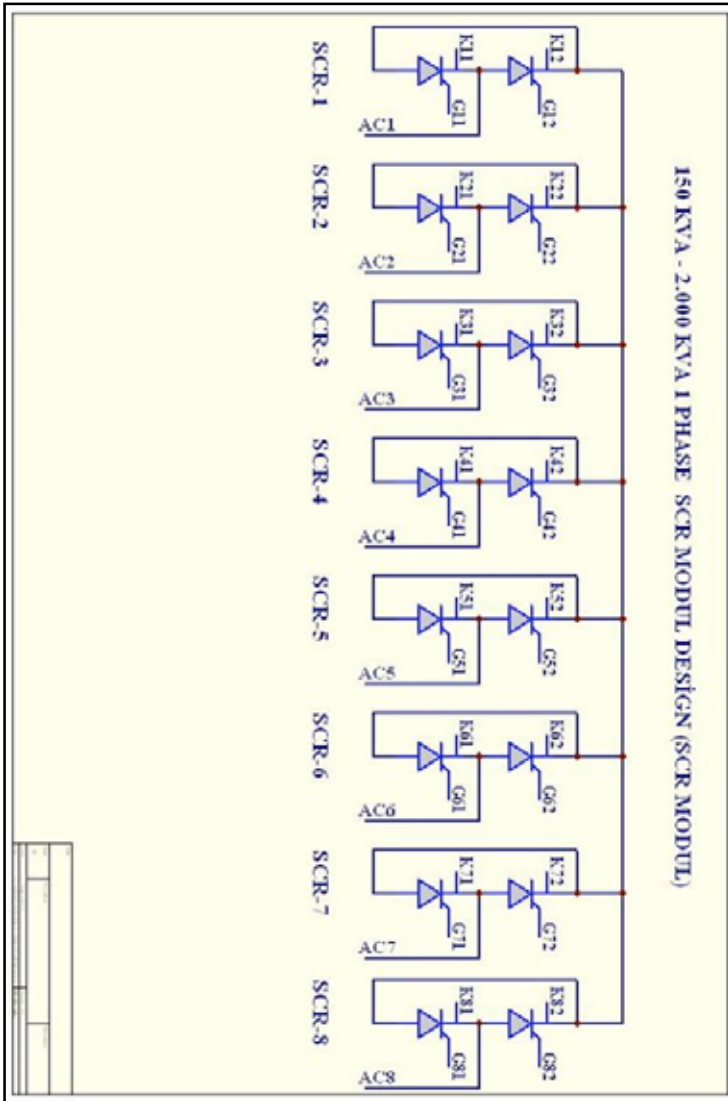 150 KVA - 2.000 KVA 1 PHASE SCR MODUL DESİGN (SCR MODUL)
K11
K12
G11
G12
AC1
SCR-1
K21
K22
G21
G22
AC2
SCR-2
K31
K32
G31
G32
AC3
SCR-3
K41
K42
G41
G42
AC4
SCR-4
K51
K52
G51
G52
AC5
SCR-5
K61
K62
G61
G62
AC6
SCR-6
K71
K72
G71
G72
AC7
SCR-7
K81
K82
G81
G82
AC8
SCR-8